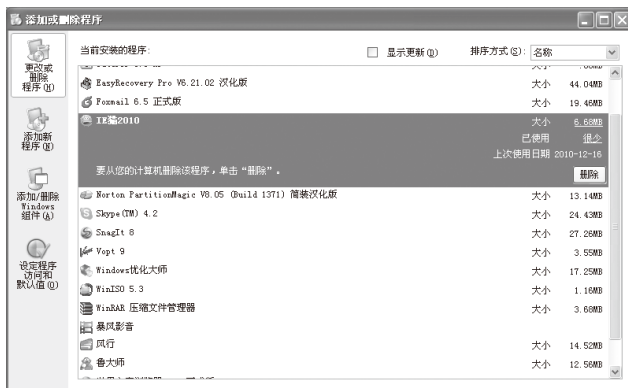 添加或删除程序
更改或
删除
程序(H)
添加新
程序(N)
添加/删除
Windows
组件(A)
设定程序
访问和
默认值(O)
当前安装的程序:
显示更新(D)
排序方式(S): 名称
EasyRecovery Pro V6.21.02 汉化版 大小 44.04MB
Foxmail 6.5 正式版 大小 19.46MB
IE猫2010 大小 6.68MB
已使用 很少
上次使用日期 2010-12-16
要从您的计算机删除该程序，单击“删除”。 删除
Norton PartitionMagic V8.05 (Build 1371) 简装汉化版 大小 13.14MB
Skype(TM) 4.2 大小 24.43MB
SnagIt 8 大小 27.26MB
Vopt 9 大小 3.55MB
Windows优化大师 大小 17.25MB
WinISO 5.3 大小 1.16MB
WinRAR 压缩文件管理器 大小 3.68MB
暴风影音
风行 大小 14.52MB
鲁大师 大小 12.56MB